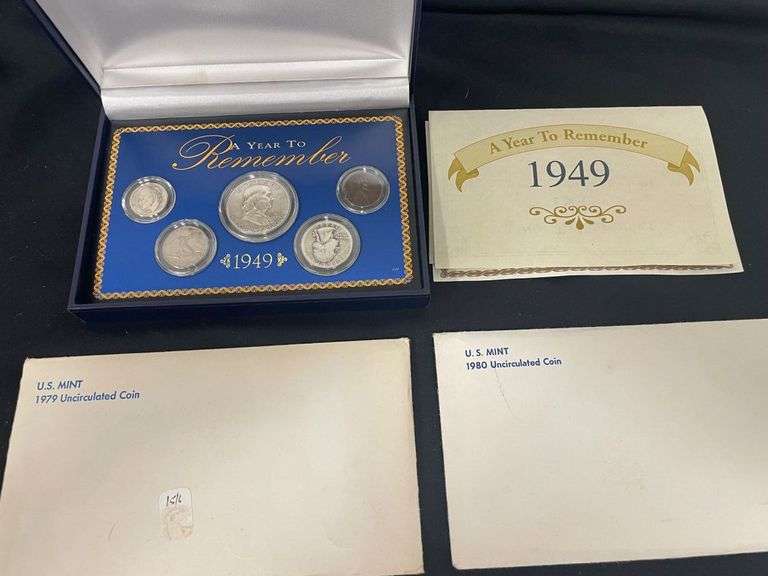 A YEAR TO
Remember
1949
A Year To Remember
1949
U.S. MINT
1979 Uncirculated Coin
U.S. MINT
1980 Uncirculated Coin